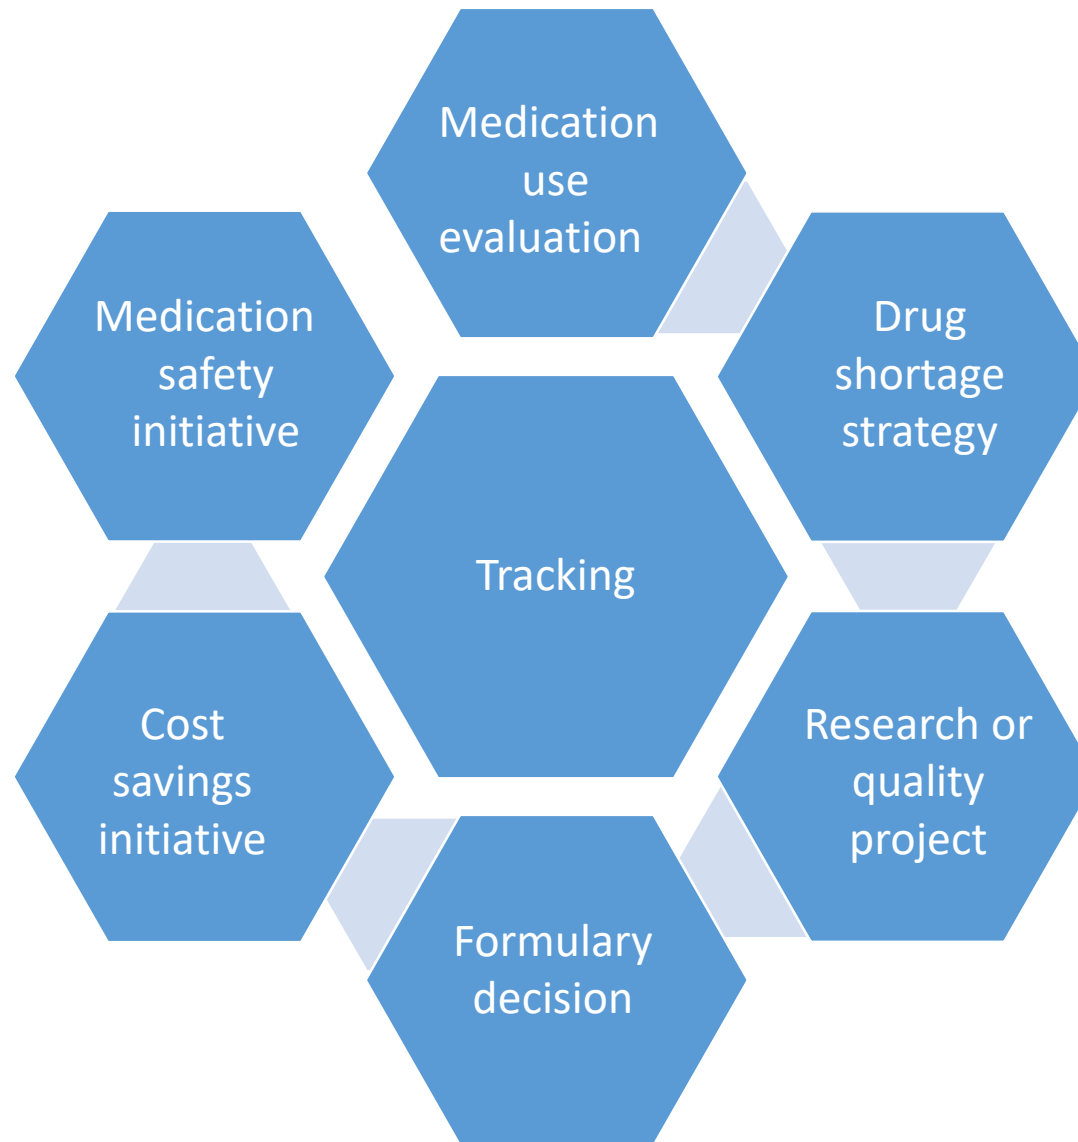 Medication
use
evaluation
Drug
shortage
strategy
Research or
quality
project
Formulary
decision
Cost
savings
initiative
Medication
safety
initiative
Tracking